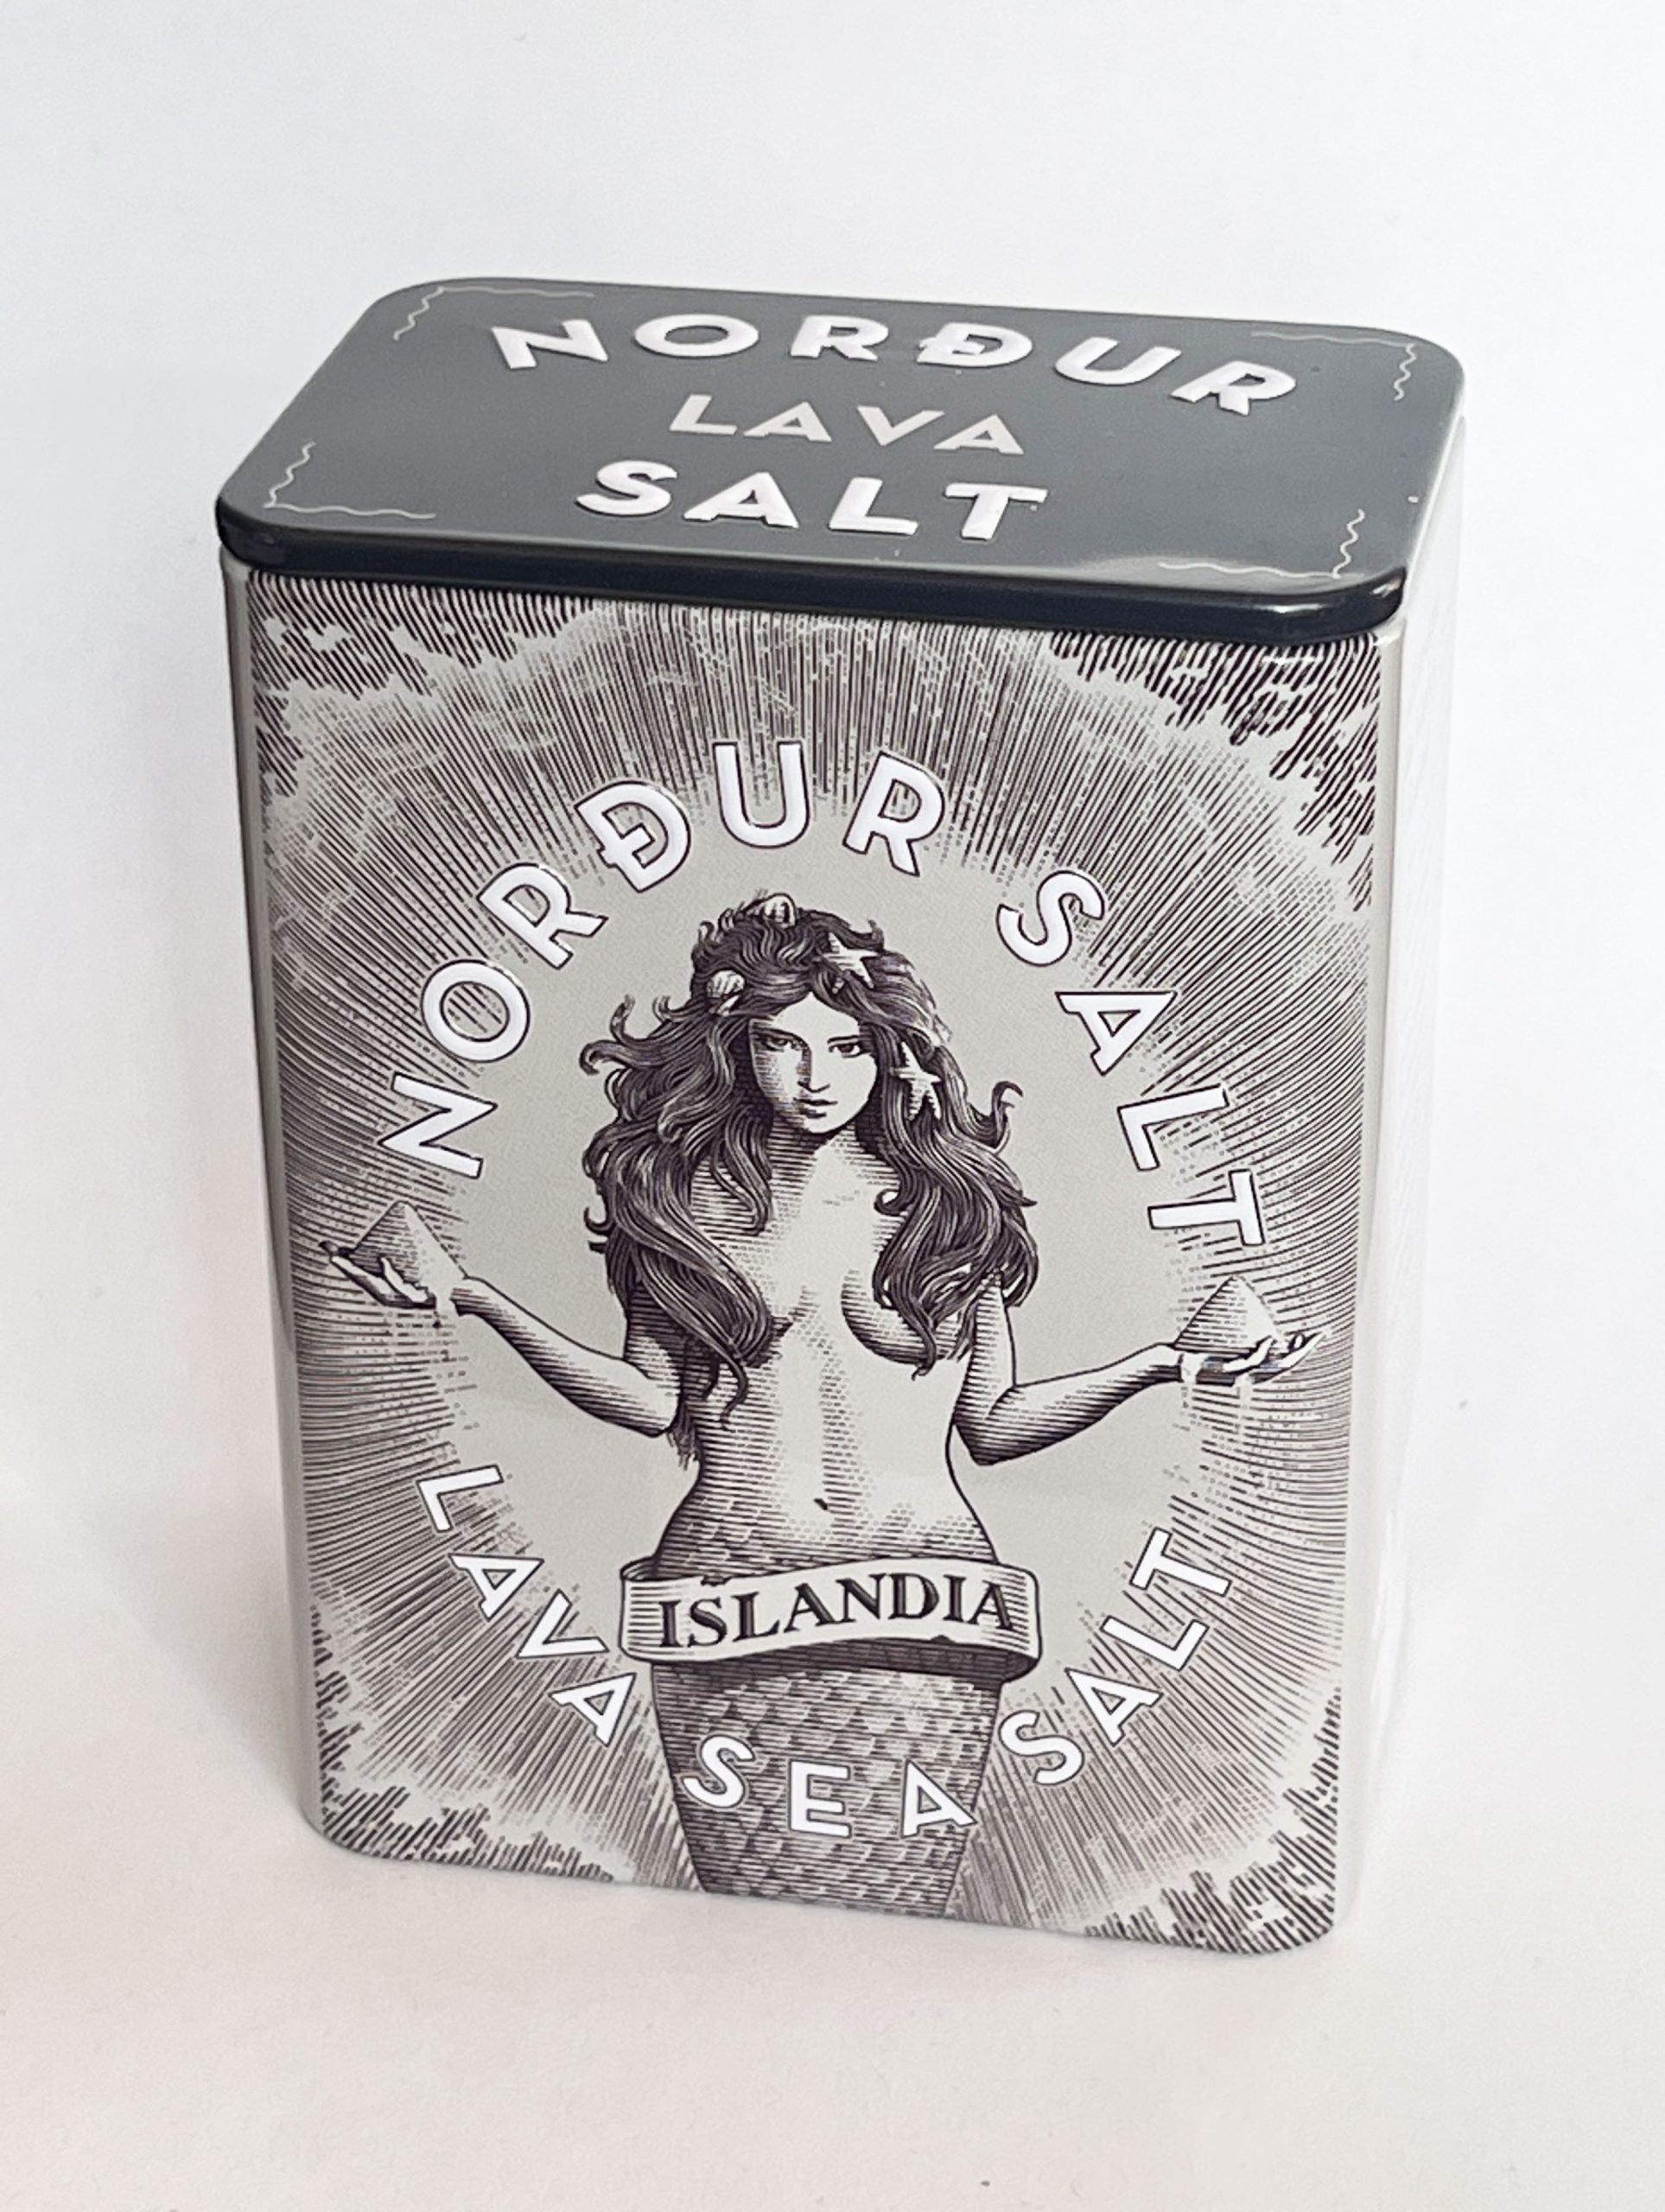 NORÐUR
LAVA
SALT
NORÐUR SALT
ISLANDIA
LAVA SEA SALT